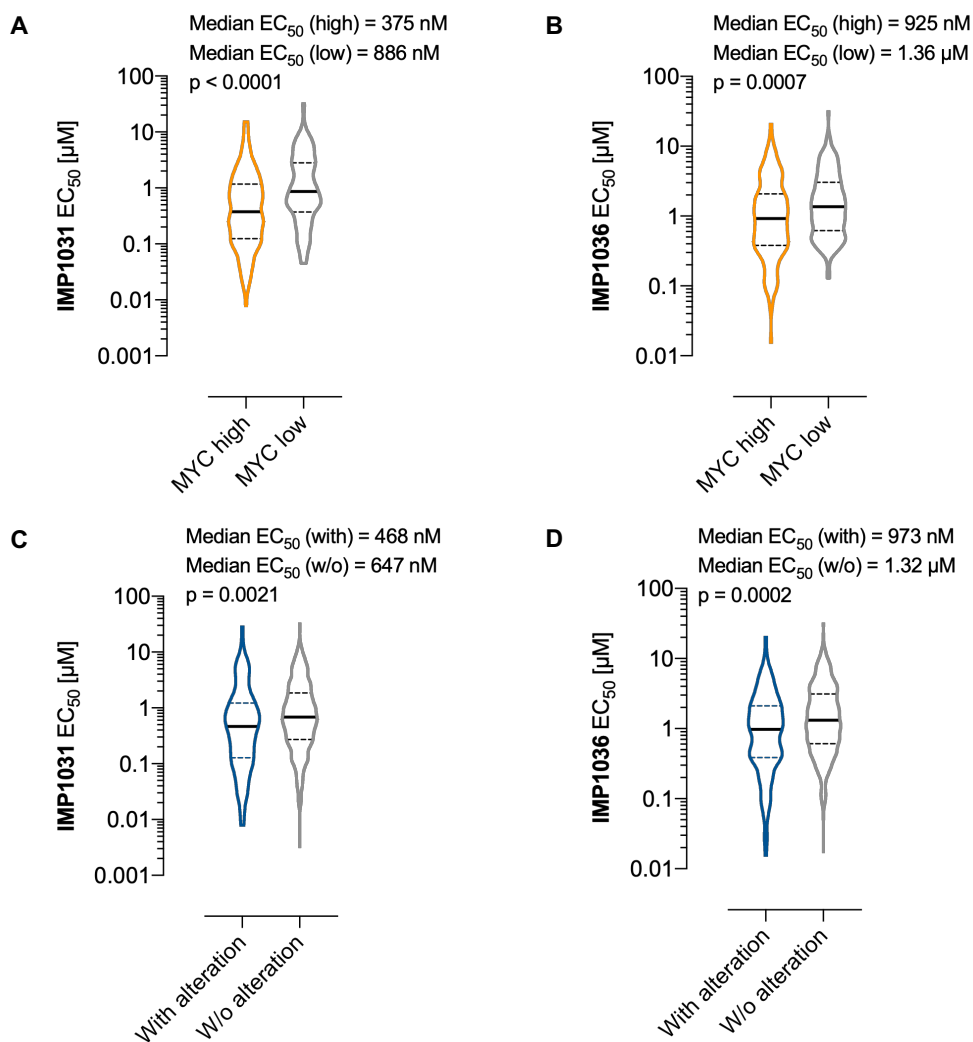 A
Median EC50 (high) = 375 nM
Median EC50 (low) = 886 nM
p < 0.0001
100
10
1
0.1
0.01
0.001
IMP1031 EC50 [µM]
MYC high
MYC low
B
Median EC50 (high) = 925 nM
Median EC50 (low) = 1.36 µM
p = 0.0007
100
10
1
0.1
0.01
IMP1036 EC50 [µM]
MYC high
MYC low
C
Median EC50 (with) = 468 nM
Median EC50 (w/o) = 647 nM
p = 0.0021
100
10
1
0.1
0.01
0.001
IMP1031 EC50 [µM]
With alteration
W/o alteration
D
Median EC50 (with) = 973 nM
Median EC50 (w/o) = 1.32 µM
p = 0.0002
100
10
1
0.1
0.01
IMP1036 EC50 [µM]
With alteration
W/o alteration